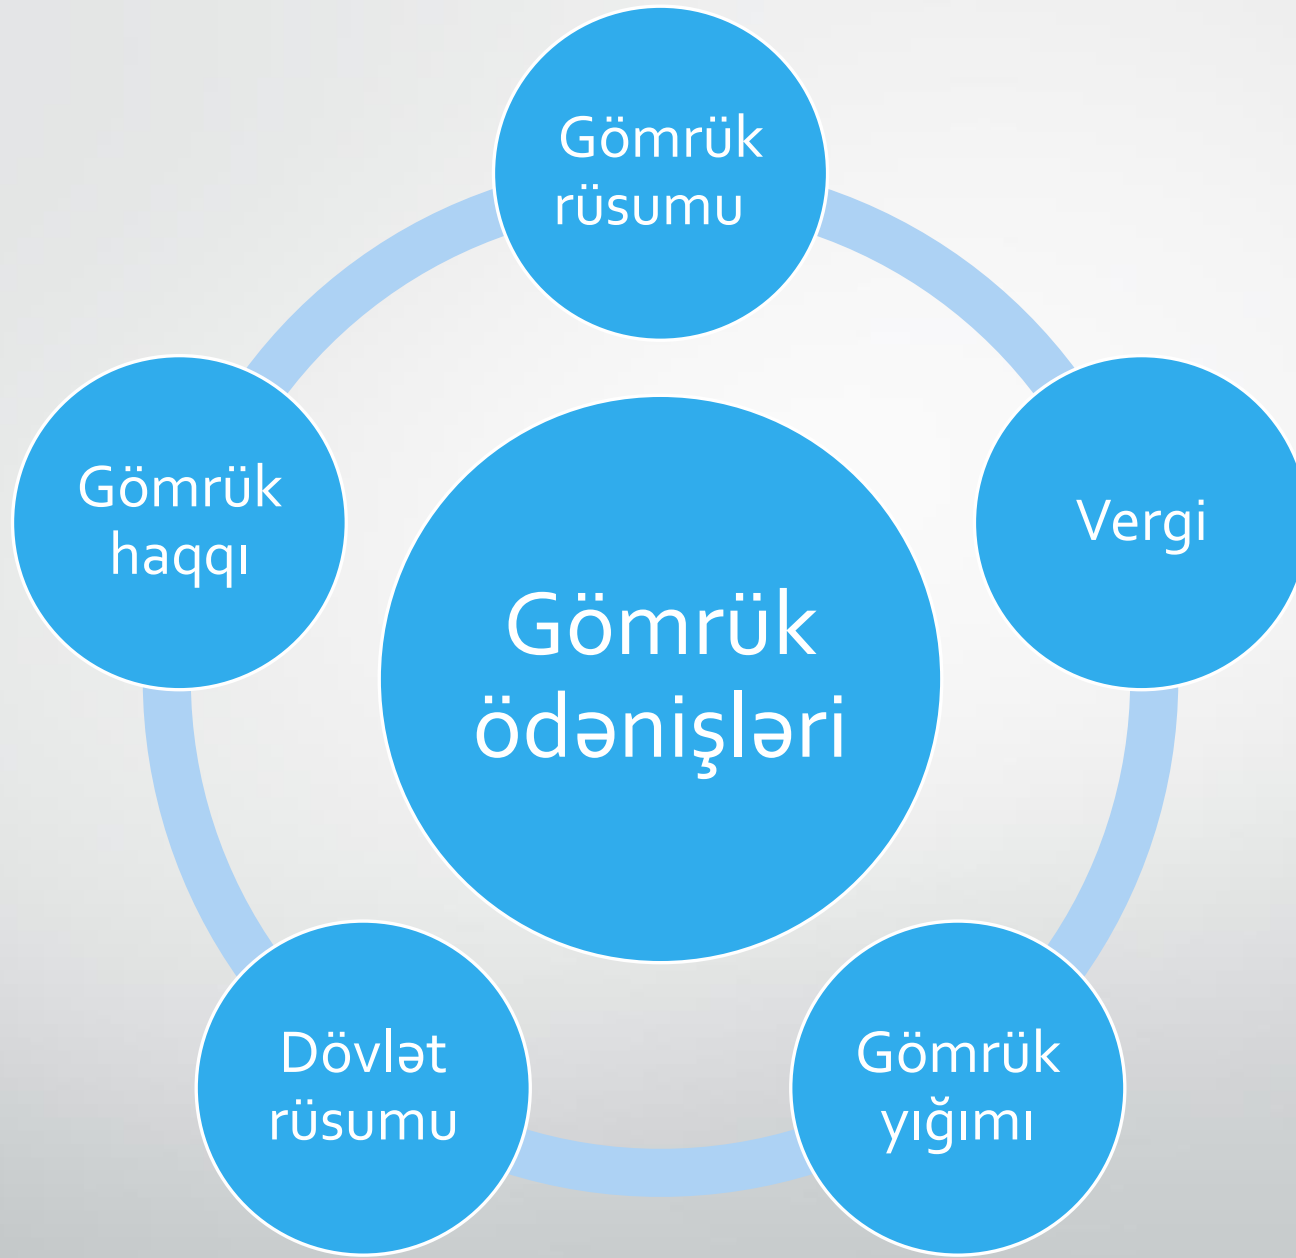 Gömrük
rüsumu
Vergi
Gömrük
yığımı
Dövlət
rüsumu
Gömrük
haqqı
Gömrük
ödənişləri